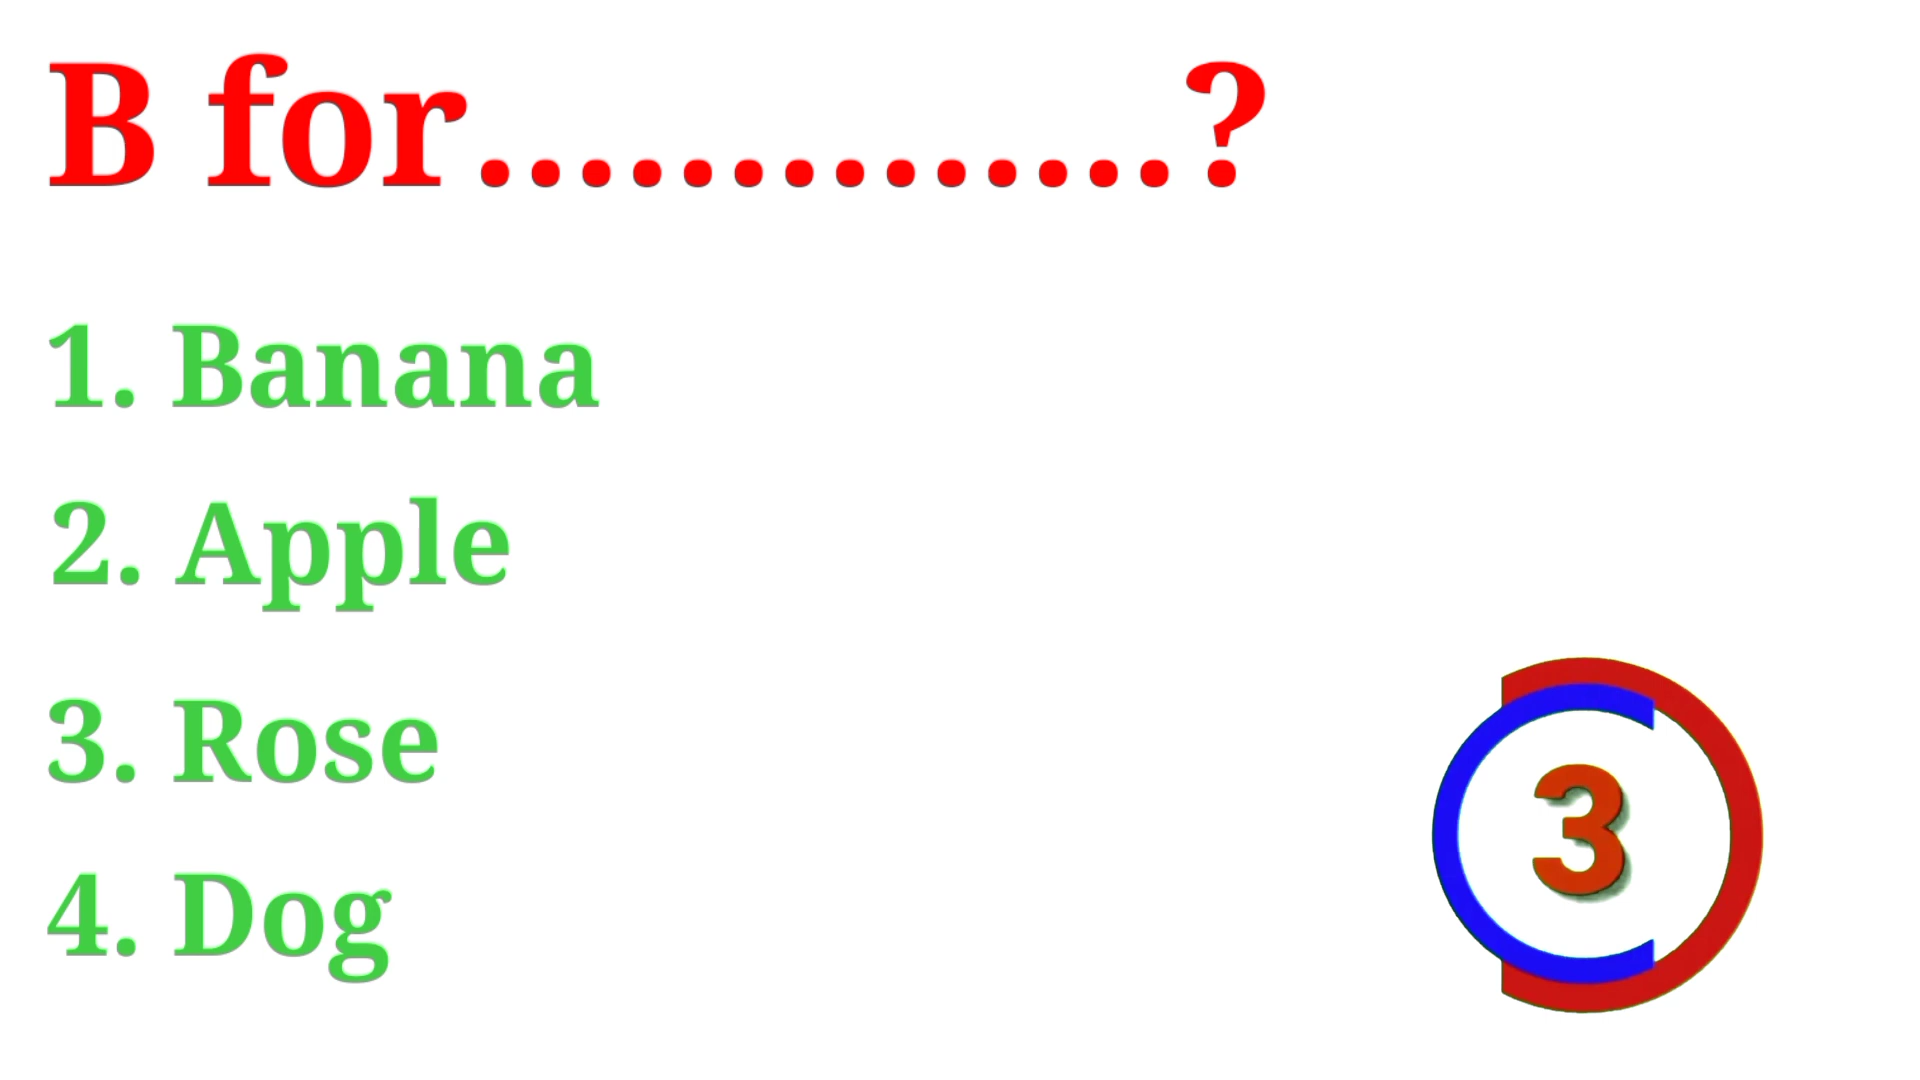 B for..............?
1. Banana
2. Apple
3. Rose
4. Dog
3